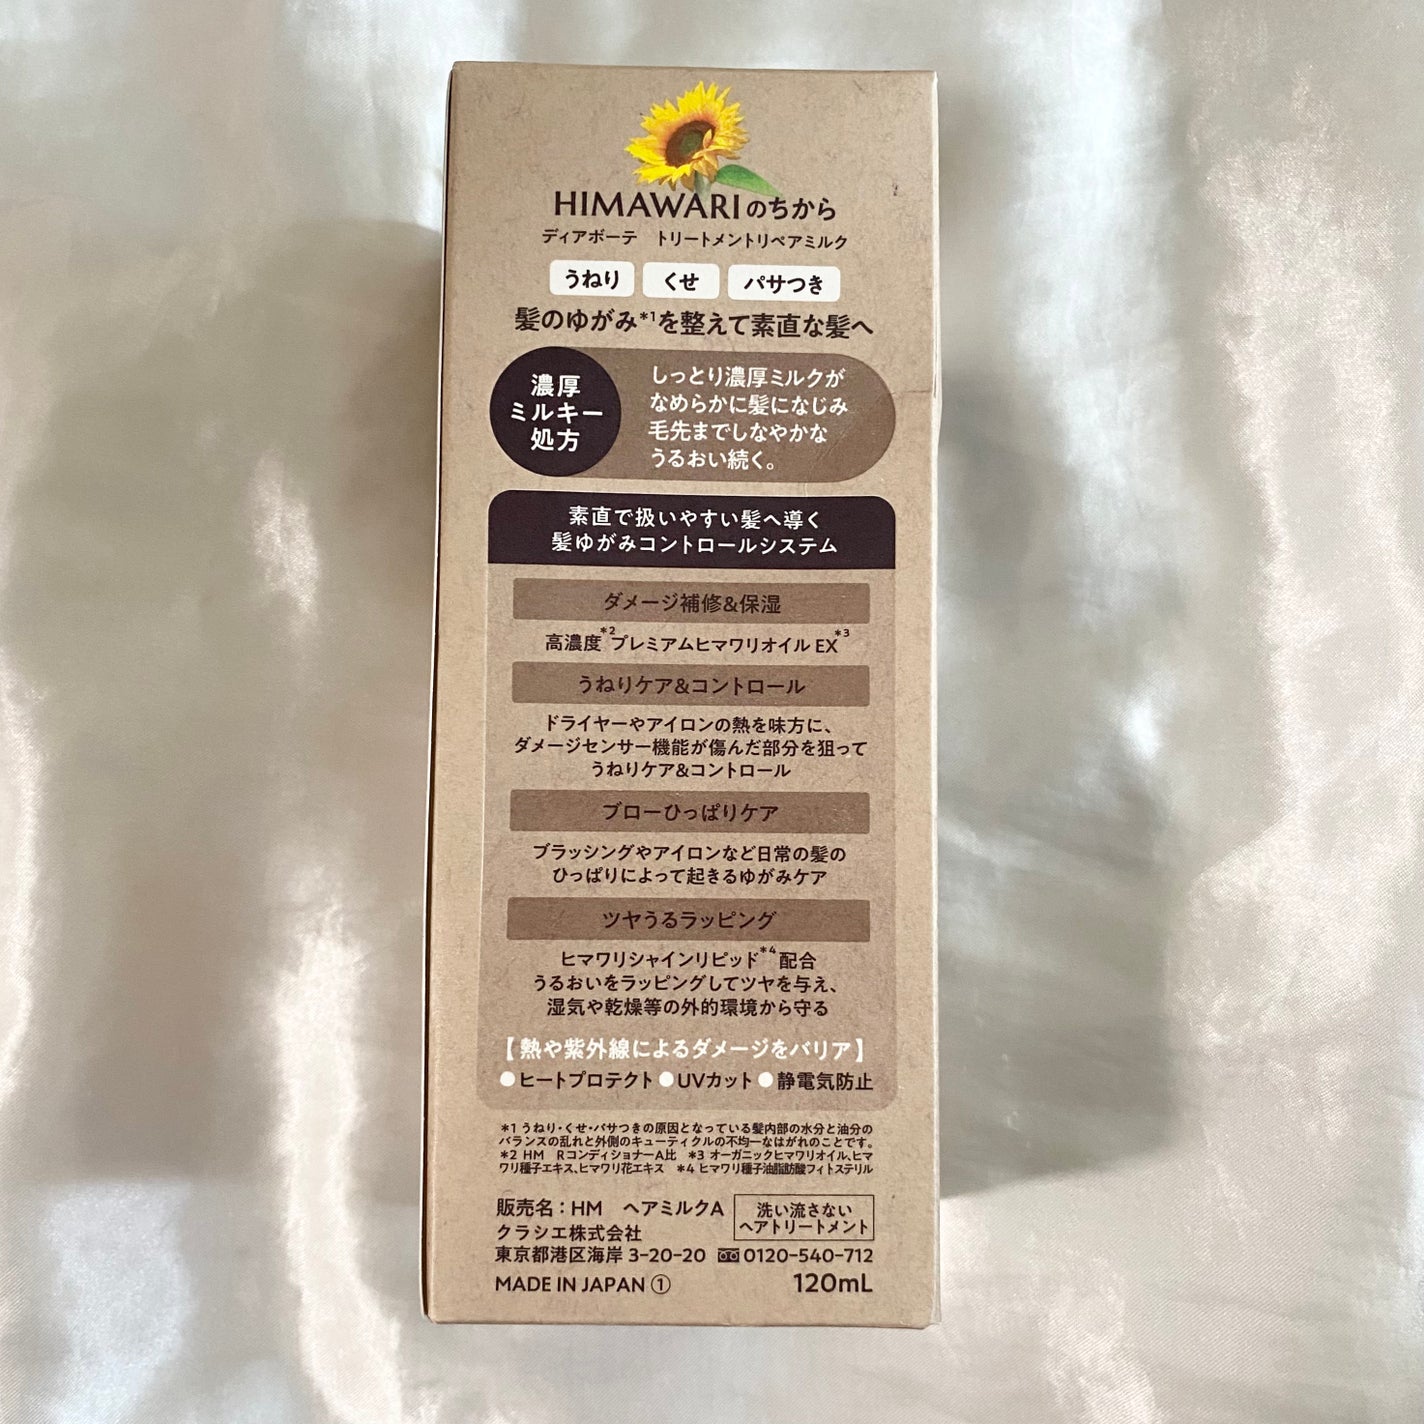 HIMAWARIのちから
ディアボーテ　トリートメントリペアミルク
うねり　くせ　パサつき
髪のゆがみ*1を整えて素直な髪へ
濃厚
ミルキー
処方
しっとり濃厚ミルクが
なめらかに髪になじみ
毛先までしなやかな
うるおい続く。
素直で扱いやすい髪へ導く
髪ゆがみコントロールシステム
ダメージ補修&保湿
高濃度*2プレミアムヒマワリオイル EX*3
うねりケア&コントロール
ドライヤーやアイロンの熱を味方に、
ダメージセンサー機能が傷んだ部分を狙って
うねりケア&コントロール
ブローひっぱりケア
ブラッシングやアイロンなど日常の髪の
ひっぱりによって起きるゆがみケア
ツヤうるラッピング
ヒマワリシャインリピッド*4配合
うるおいをラッピングしてツヤを与え、
湿気や乾燥等の外的環境から守る
【熱や紫外線によるダメージをバリア】
●ヒートプロテクト ●UVカット ●静電気防止
*1 うねり・くせ・パサつきの原因となっている髪内部の水分と油分の
バランスの乱れと外側のキューティクルの不均一なはがれのことです。
*2 HM　RコンディショナーA比　*3 オーガニックヒマワリオイル、ヒマ
ワリ種子エキス、ヒマワリ花エキス　*4 ヒマワリ種子油脂肪酸フィトステリル
販売名：HM　ヘアミルクA
クラシエ株式会社
洗い流さない
ヘアトリートメント
東京都港区海岸 3-20-20 0120-540-712
MADE IN JAPAN ① 120mL